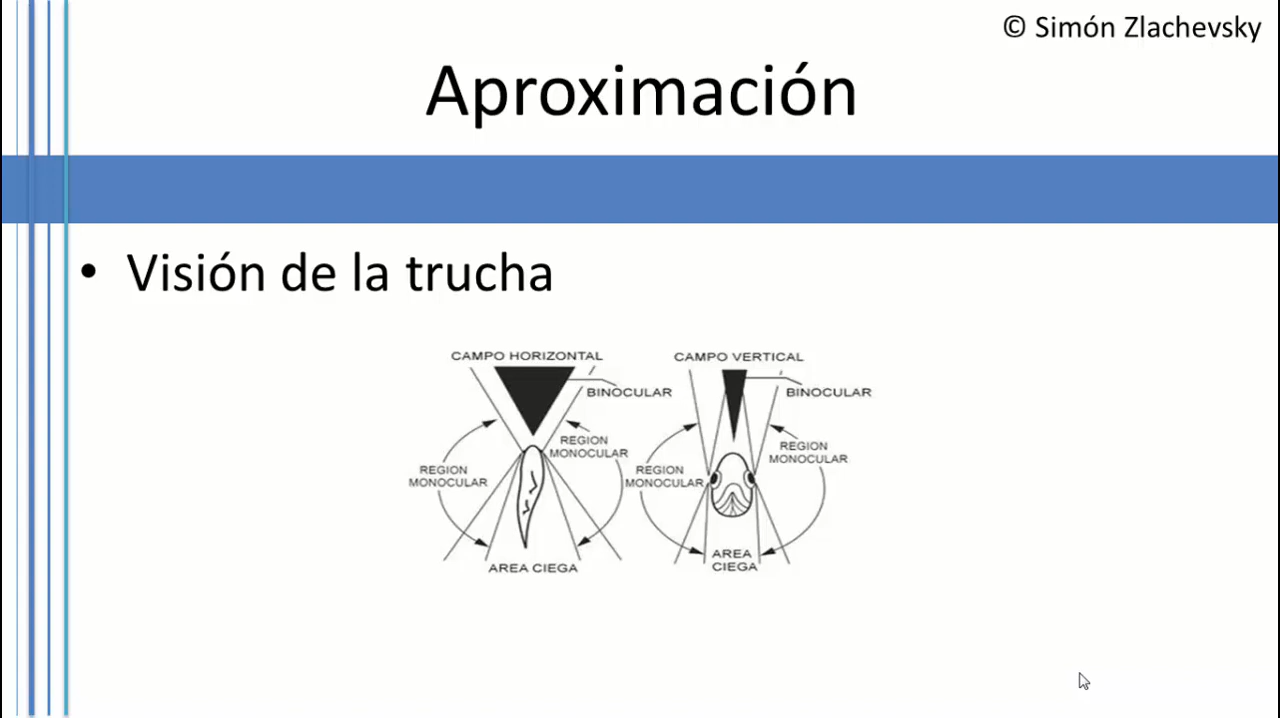 © Simón Zlachevsky
Aproximación
• Visión de la trucha
CAMPO HORIZONTAL
BINOCULAR
REGION
MONOCULAR
REGION
MONOCULAR
AREA CIEGA
CAMPO VERTICAL
BINOCULAR
REGION
MONOCULAR
REGION
MONOCULAR
AREA
CIEGA